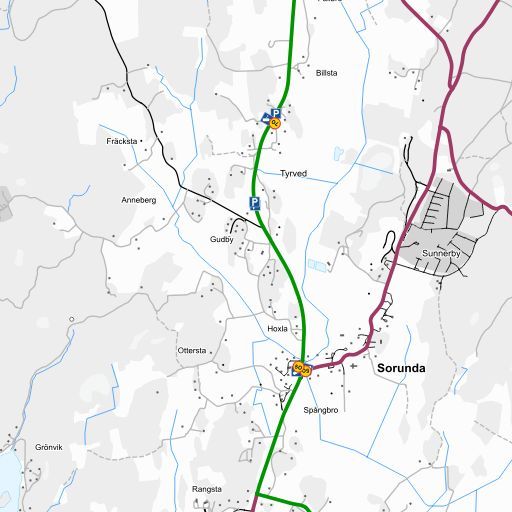 Billsta
P
Fräcksta
Tyrved
Anneberg
P
Gudby
Sunnerby
Hoxla
Ottersta
Sorunda
Spångbro
Grönvik
Rangsta